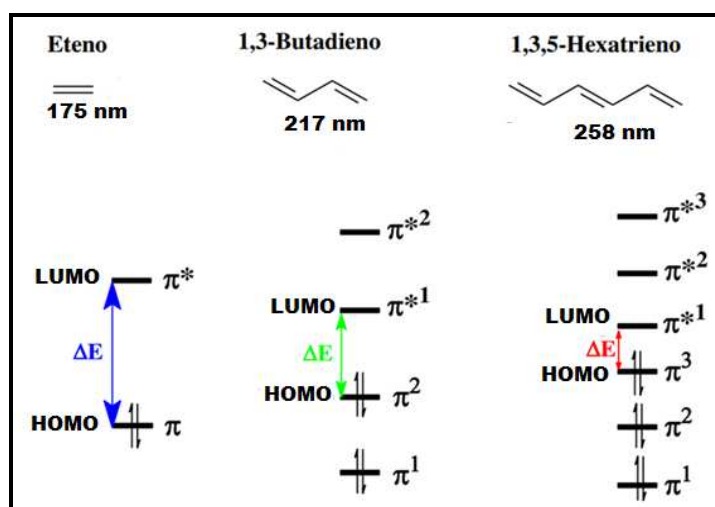 Eteno
175 nm
LUMO π*
ΔE
HOMO π
1,3-Butadieno
217 nm
π*2
LUMO π*1
ΔE
HOMO π2
π1
1,3,5-Hexatrieno
258 nm
π*3
π*2
LUMO π*1
ΔE
HOMO π3
π2
π1